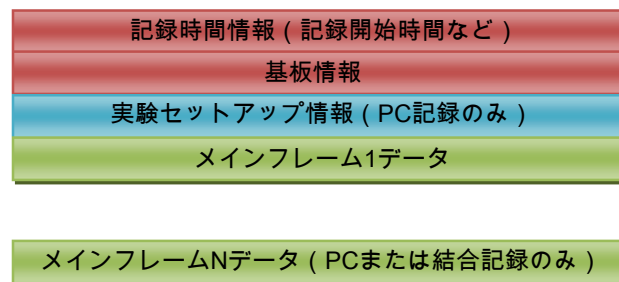 記録時間情報（記録開始時間など）
基板情報
実験セットアップ情報（PC記録のみ）
メインフレーム1データ
メインフレームNデータ（PCまたは結合記録のみ）